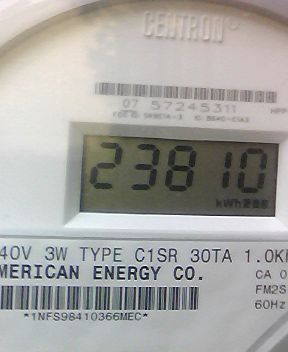 CENTRON
07 57245311
23810
kWh
40V 3W TYPE C1SR 30TA 1.0K
MERICAN ENERGY CO.
CA 0
FM2S
60Hz
*1NFS98410366MEC*